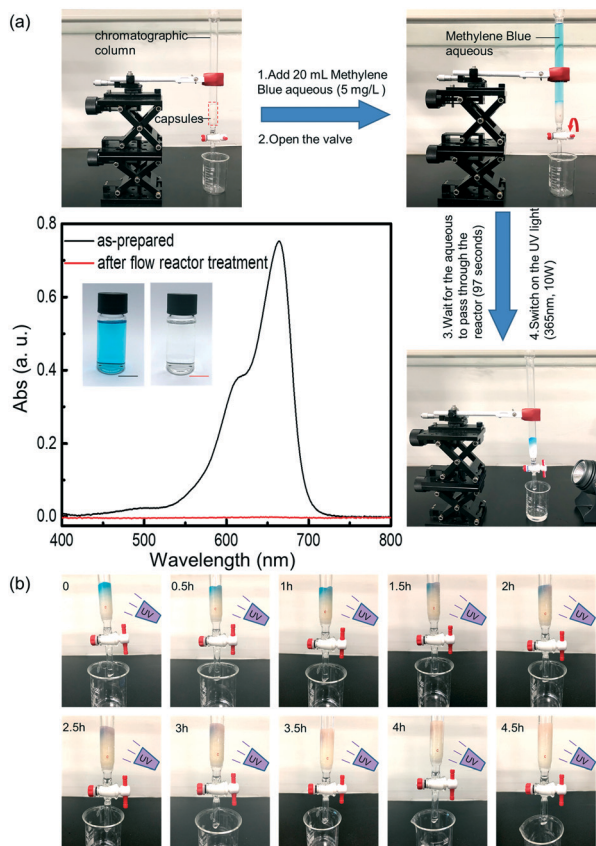 (a)
chromatographic
column
capsules
1.Add 20 mL Methylene
Blue aqueous (5 mg/L )
2.Open the valve
Methylene Blue
aqueous
3.Wait for the aqueous
to pass through the
reactor (97 seconds)
4.Switch on the UV light
(365nm, 10W)
as-prepared
after flow reactor treatment
Abs (a. u.)
0.8
0.6
0.4
0.2
0.0
400
500
600
700
800
Wavelength (nm)
(b)
0
UV
0.5h
UV
1h
UV
1.5h
UV
2h
UV
2.5h
UV
3h
UV
3.5h
UV
4h
UV
4.5h
UV